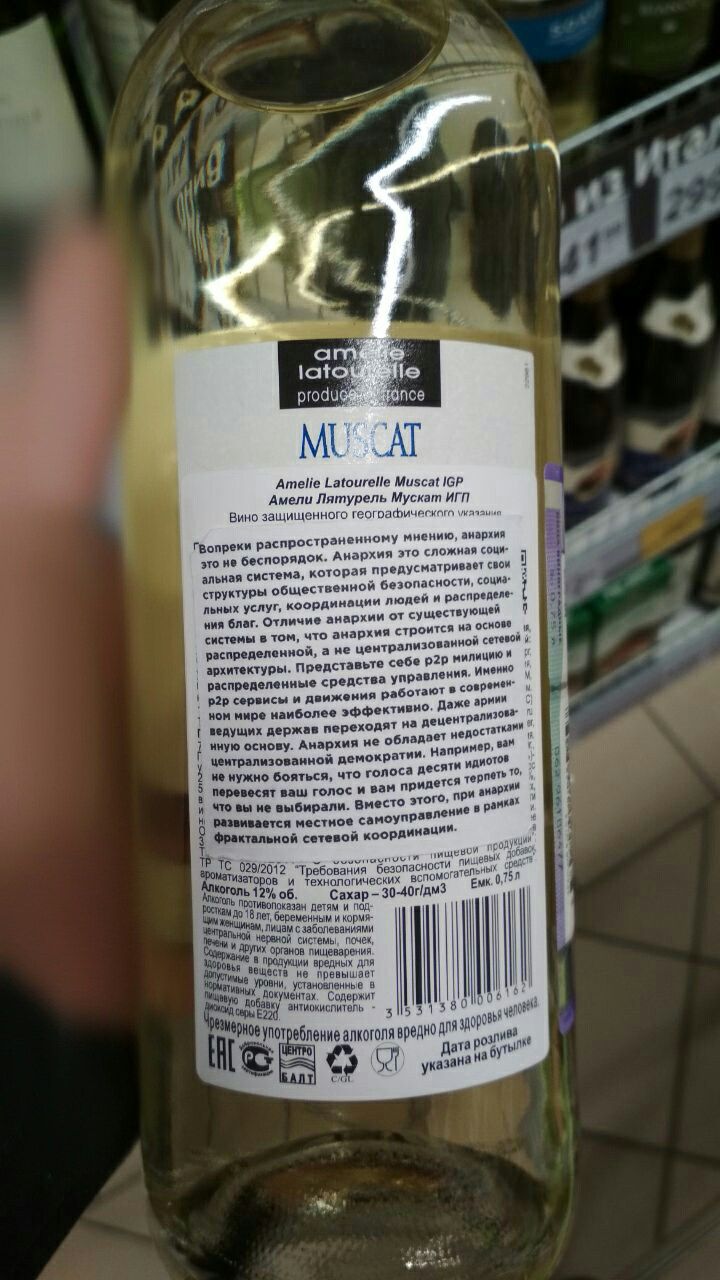 amelie
latourelle
produce France
MUSCAT
Amelie Latourelle Muscat IGP
Амели Лятурель Мускат ИГП
Вино защищенного географического указания
Вопреки распространенному мнению, анархия
это не беспорядок. Анархия это сложная соци-
альная система, которая предусматривает свои
структуры общественной безопасности, социа-
льных услуг, координации людей и распределе-
ния благ. Отличие анархии от существующей
системы в том, что анархия строится на основе
распределенной, а не централизованной сетевой
архитектуры. Представьте себе p2p милицию и
распределенные средства управления. Именно
p2p сервисы и движения работают в современ-
ном мире наиболее эффективно. Даже армии
ведущих держав переходят на децентрализова-
нную основу. Анархия не обладает недостатками
централизованной демократии. Например, вам
не нужно бояться, что голоса десяти идиотов
перевесят ваш голос и вам придется терпеть то,
что вы не выбирали. Вместо этого, при анархии
развивается местное самоуправление в рамках
фрактальной сетевой координации.
безопасности пищевой продукции
ТР ТС 029/2012 "Требования безопасности пищевых добавок,
ароматизаторов и технологических вспомогательных средств"
Алкоголь 12% об. Сахар – 30-40г/дм3 Емк. 0,75 л
Алкоголь противопоказан детям и под-
росткам до 18 лет, беременным и кормя-
щим женщинам, лицам с заболеваниями
центральной нервной системы, почек,
печени и других органов пищеварения.
Содержание в продукции вредных для
здоровья веществ не превышает
допустимые уровни, установленные в
нормативных документах. Содержит
пищевую добавку антиокислитель -
диоксид серы Е220.
3 531380 006162
Чрезмерное употребление алкоголя вредно для здоровья человека.
ЕАС
ЦЕНТРО
БАЛТ
C/GL
Дата розлива
указана на бутылке
из Итал
41
299